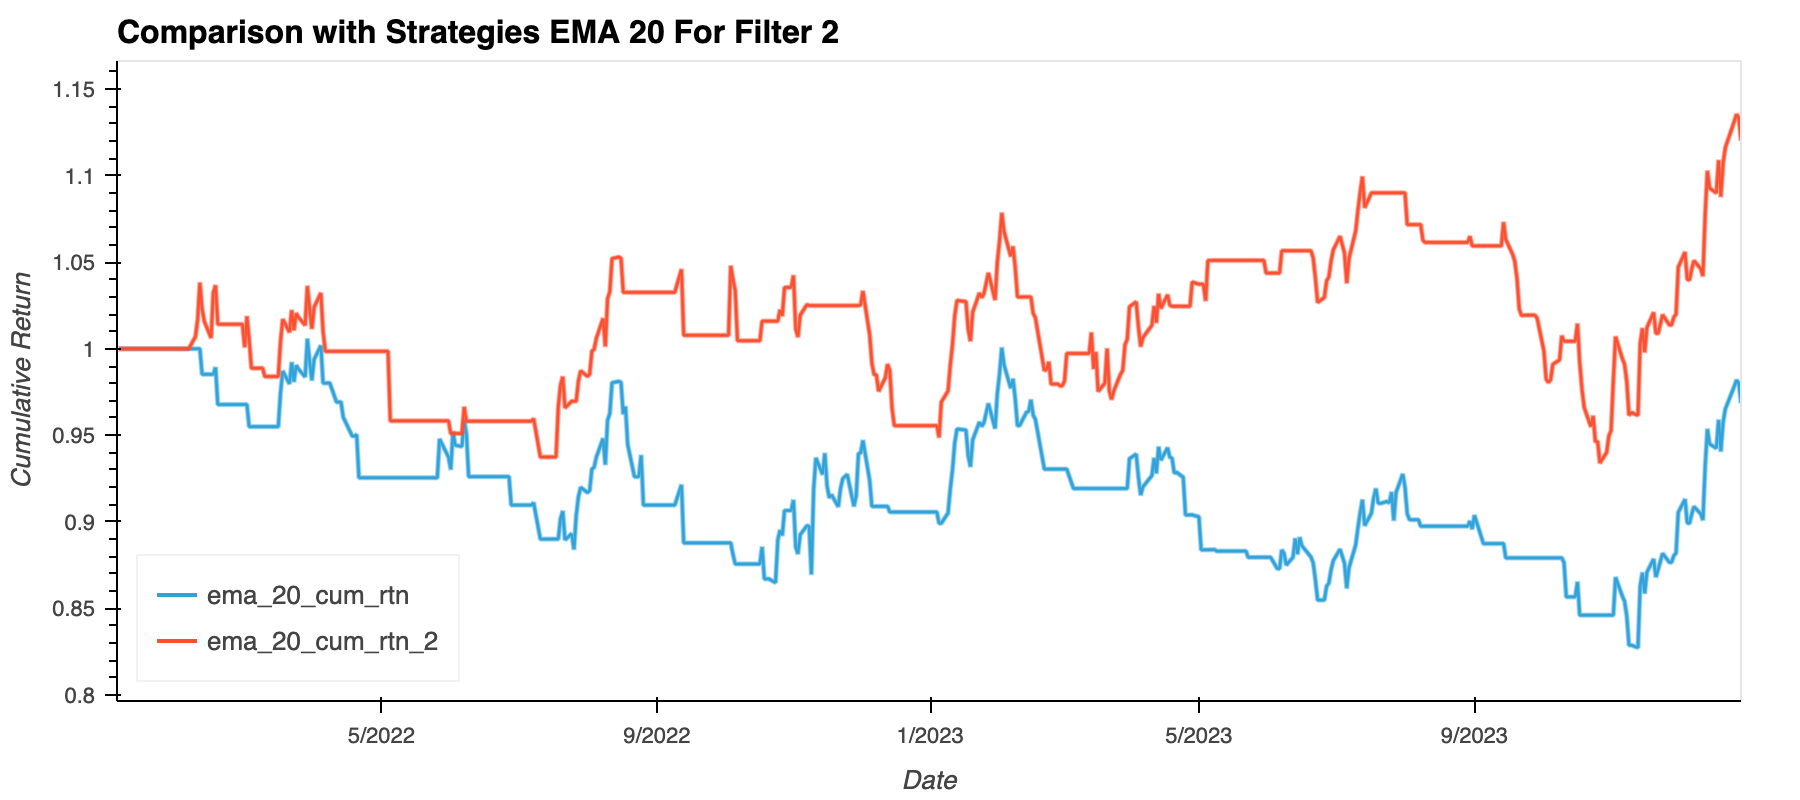 Comparison with Strategies EMA 20 For Filter 2
Cumulative Return
1.15
1.1
1.05
1
0.95
0.9
0.85
0.8
ema_20_cum_rtn
ema_20_cum_rtn_2
5/2022 9/2022 1/2023 5/2023 9/2023
Date